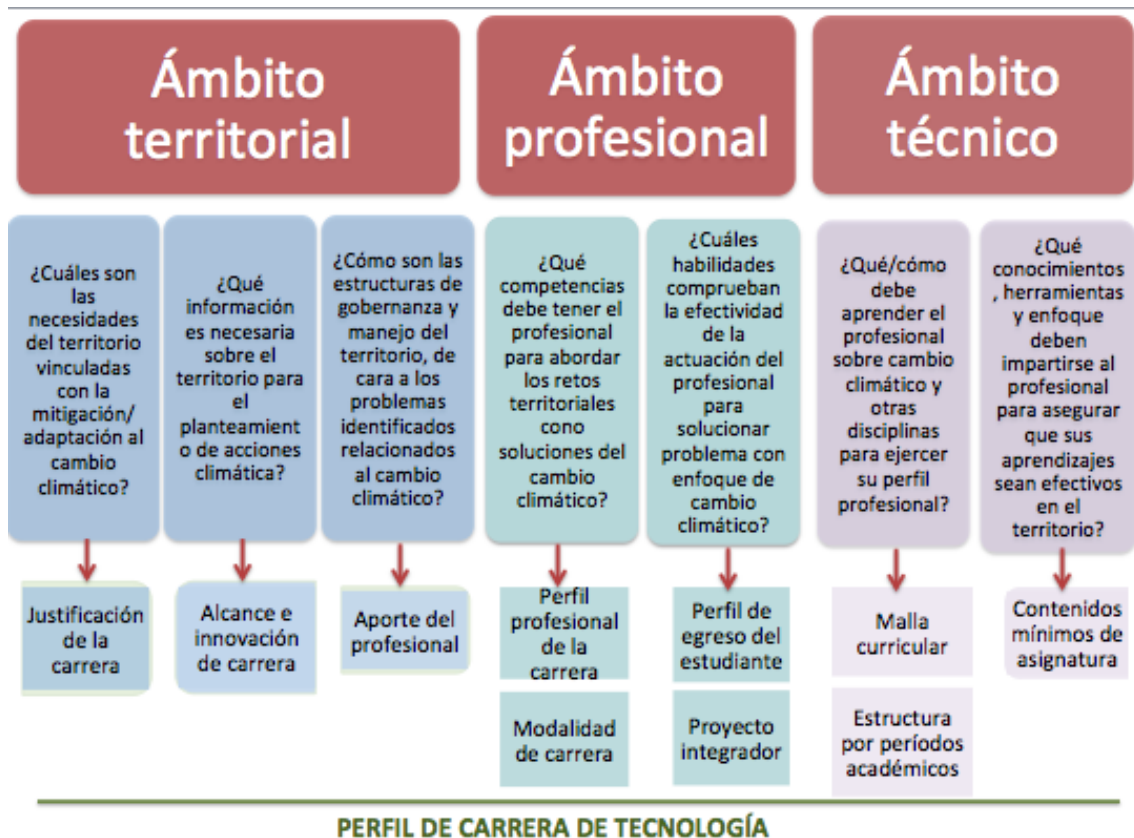 Ámbito
territorial
Ámbito
profesional
Ámbito
técnico
¿Cuáles son
las
necesidades
del territorio
vinculadas
con la
mitigación/
adaptación al
cambio
climático?
¿Qué
información
es necesaria
sobre el
territorio para
el
planteamient
o de acciones
climática?
¿Cómo son las
estructuras de
gobernanza y
manejo del
territorio, de
cara a los
problemas
identificados
relacionados
al cambio
climático?
¿Qué
competencias
debe tener el
profesional
para abordar
los retos
territoriales
cono
soluciones del
cambio
climático?
¿Cuáles
habilidades
comprueban
la efectividad
de la
actuación del
profesional
para
solucionar
problema con
enfoque de
cambio
climático?
¿Qué/cómo
debe
aprender el
profesional
sobre cambio
climático y
otras
disciplinas
para ejercer
su perfil
profesional?
¿Qué
conocimientos
, herramientas
y enfoque
deben
impartirse al
profesional
para asegurar
que sus
aprendizajes
sean efectivos
en el
territorio?
Justificación
de la
carrera
Alcance e
innovación
de carrera
Aporte del
profesional
Perfil
profesional
de la
carrera
Perfil de
egreso del
estudiante
Malla
curricular
Contenidos
mínimos de
asignatura
Modalidad
de carrera
Proyecto
integrador
Estructura
por períodos
académicos
PERFIL DE CARRERA DE TECNOLOGÍA